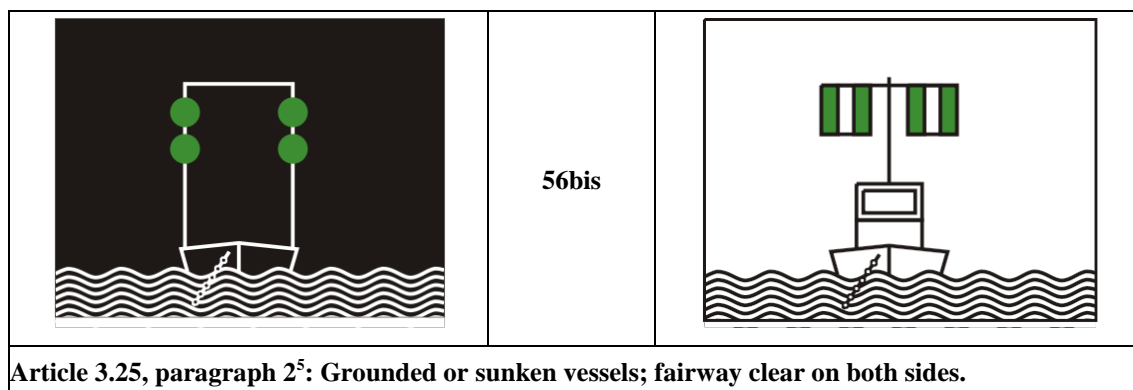 56bis
Article 3.25, paragraph 2⁵: Grounded or sunken vessels; fairway clear on both sides.